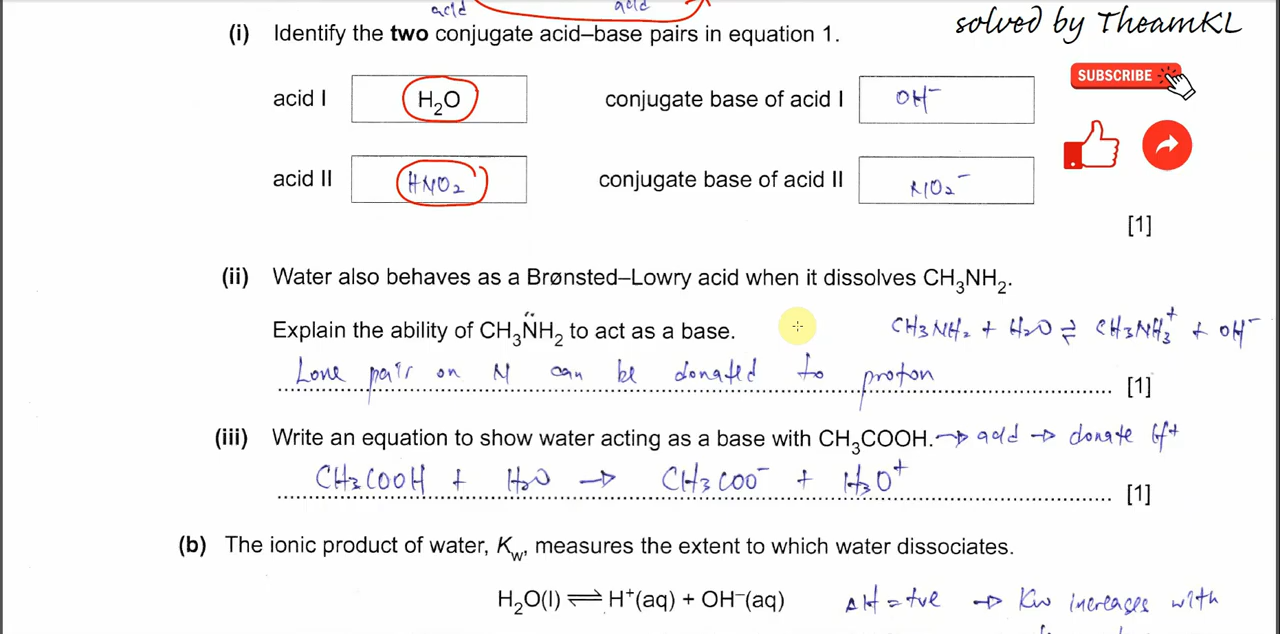 acid acid
solved by TheamKL
(i) Identify the two conjugate acid–base pairs in equation 1.
SUBSCRIBE
acid I H₂O conjugate base of acid I OH⁻
acid II HNO₂ conjugate base of acid II NO₂⁻
[1]
(ii) Water also behaves as a Brønsted–Lowry acid when it dissolves CH₃NH₂.
Explain the ability of CH₃N̈H₂ to act as a base. CH₃NH₂ + H₂O ⇌ CH₃NH₃⁺ + OH⁻
Lone pair on N can be donated to proton [1]
(iii) Write an equation to show water acting as a base with CH₃COOH. → acid → donate H⁺
CH₃COOH + H₂O → CH₃COO⁻ + H₃O⁺
[1]
(b) The ionic product of water, Kw, measures the extent to which water dissociates.
H₂O(l) ⇌ H⁺(aq) + OH⁻(aq) ΔH = +ve → Kw increases with